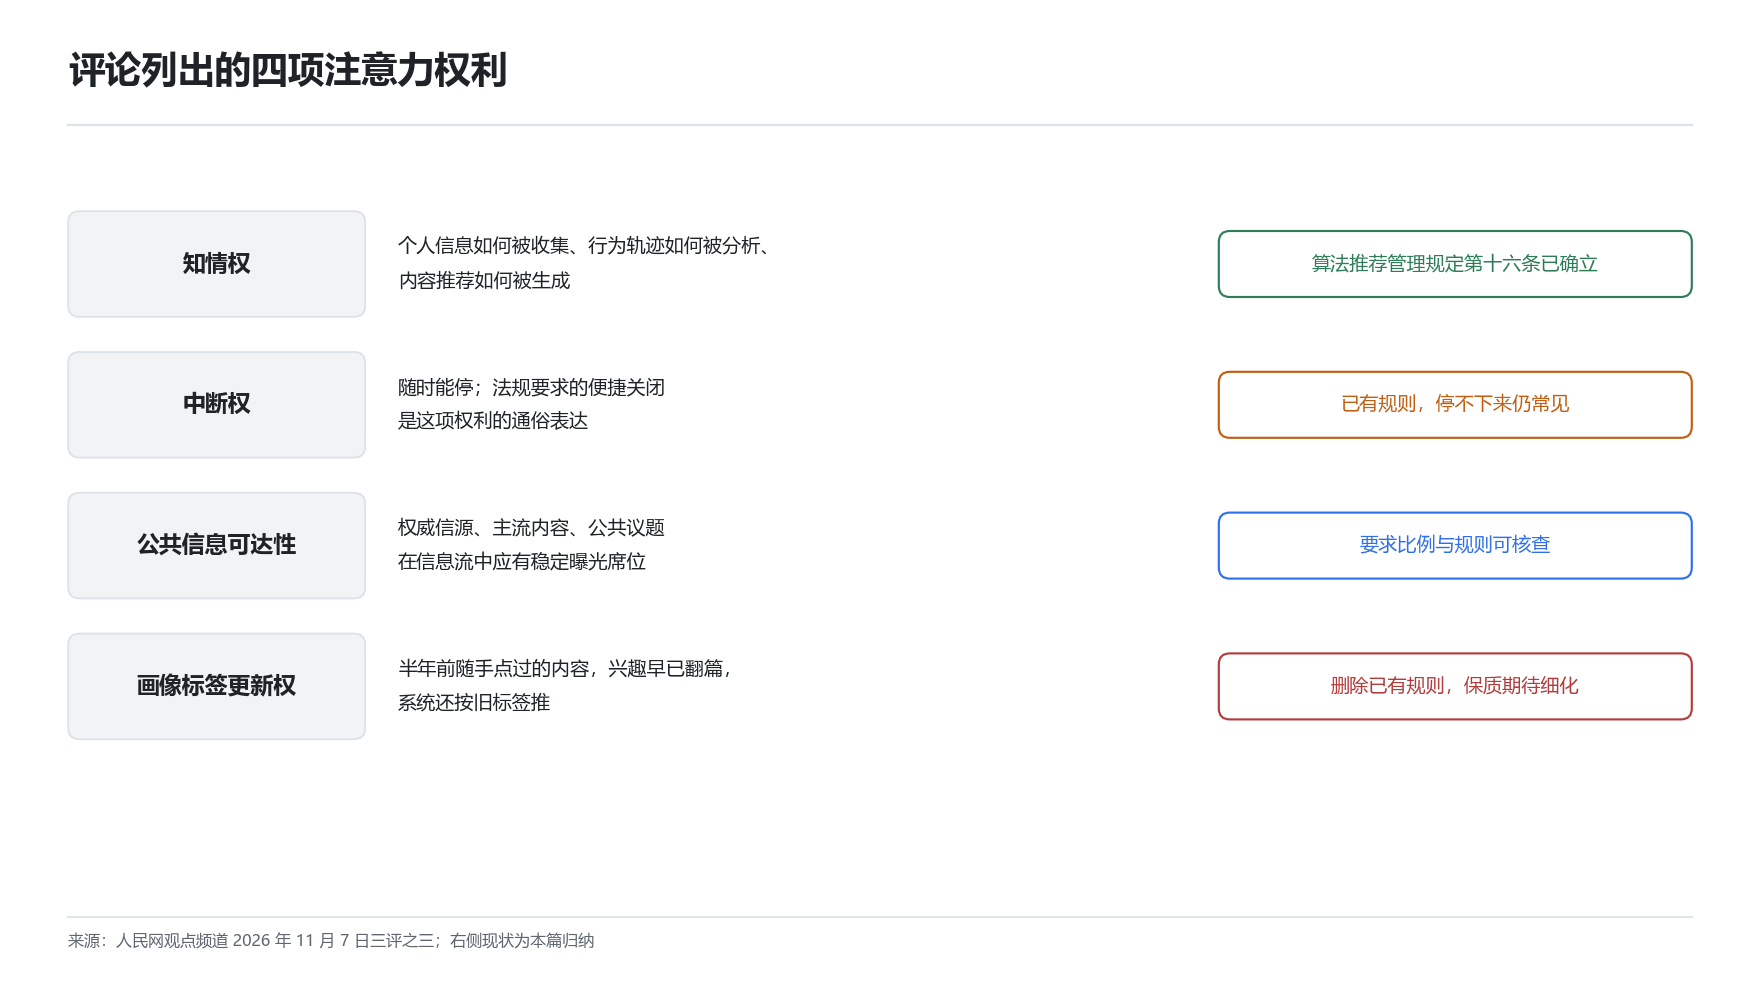 评论列出的四项注意力权利
知情权
个人信息如何被收集、行为轨迹如何被分析、
内容推荐如何被生成
算法推荐管理规定第十六条已确立
中断权
随时能停；法规要求的便捷关闭
是这项权利的通俗表达
已有规则，停不下来仍常见
公共信息可达性
权威信源、主流内容、公共议题
在信息流中应有稳定曝光席位
要求比例与规则可核查
画像标签更新权
半年前随手点过的内容，兴趣早已翻篇，
系统还按旧标签推
删除已有规则，保质期待细化
来源：人民网观点频道 2026 年 11 月 7 日三评之三；右侧现状为本篇归纳